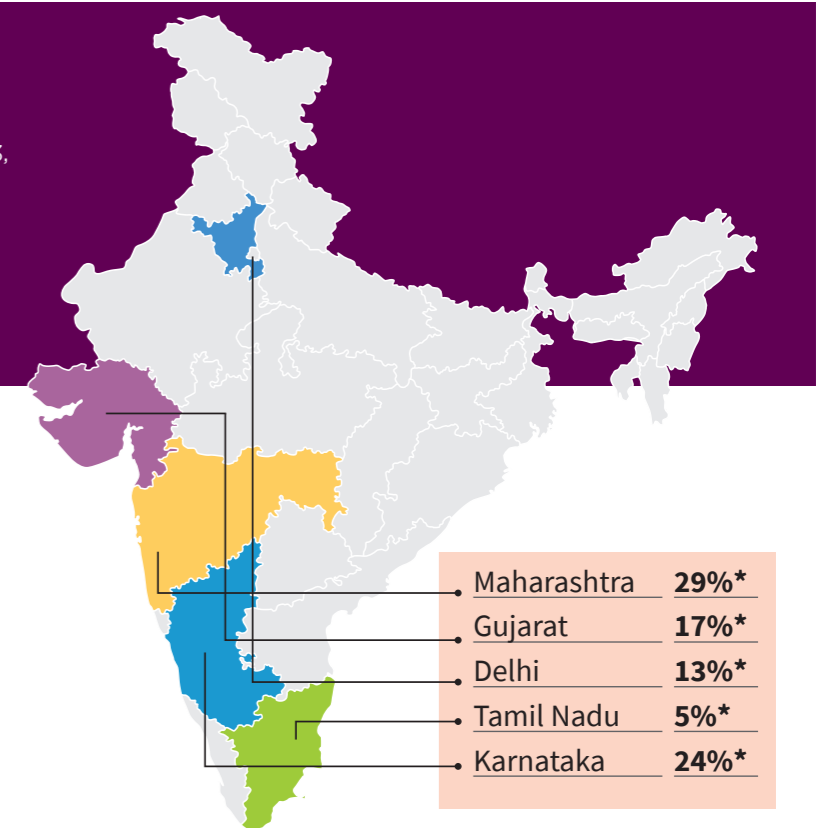 Maharashtra 29%*
Gujarat 17%*
Delhi 13%*
Tamil Nadu 5%*
Karnataka 24%*